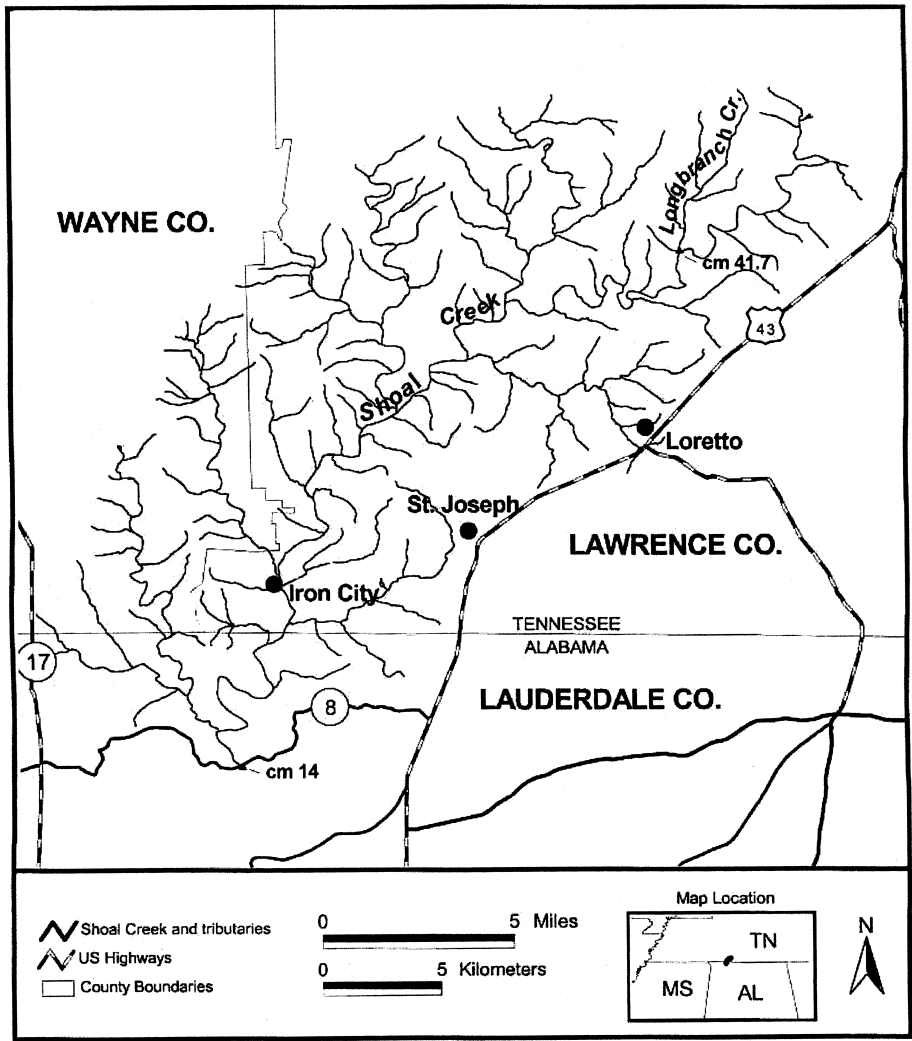 Longbranch Cr.
WAYNE CO.
cm 41.7
Creek
43
Shoal
Loretto
St. Joseph
LAWRENCE CO.
Iron City
TENNESSEE
ALABAMA
17
8
LAUDERDALE CO.
cm 14
Map Location
Shoal Creek and tributaries
0 5 Miles
N
TN
US Highways
0 5 Kilometers
County Boundaries
MS
AL